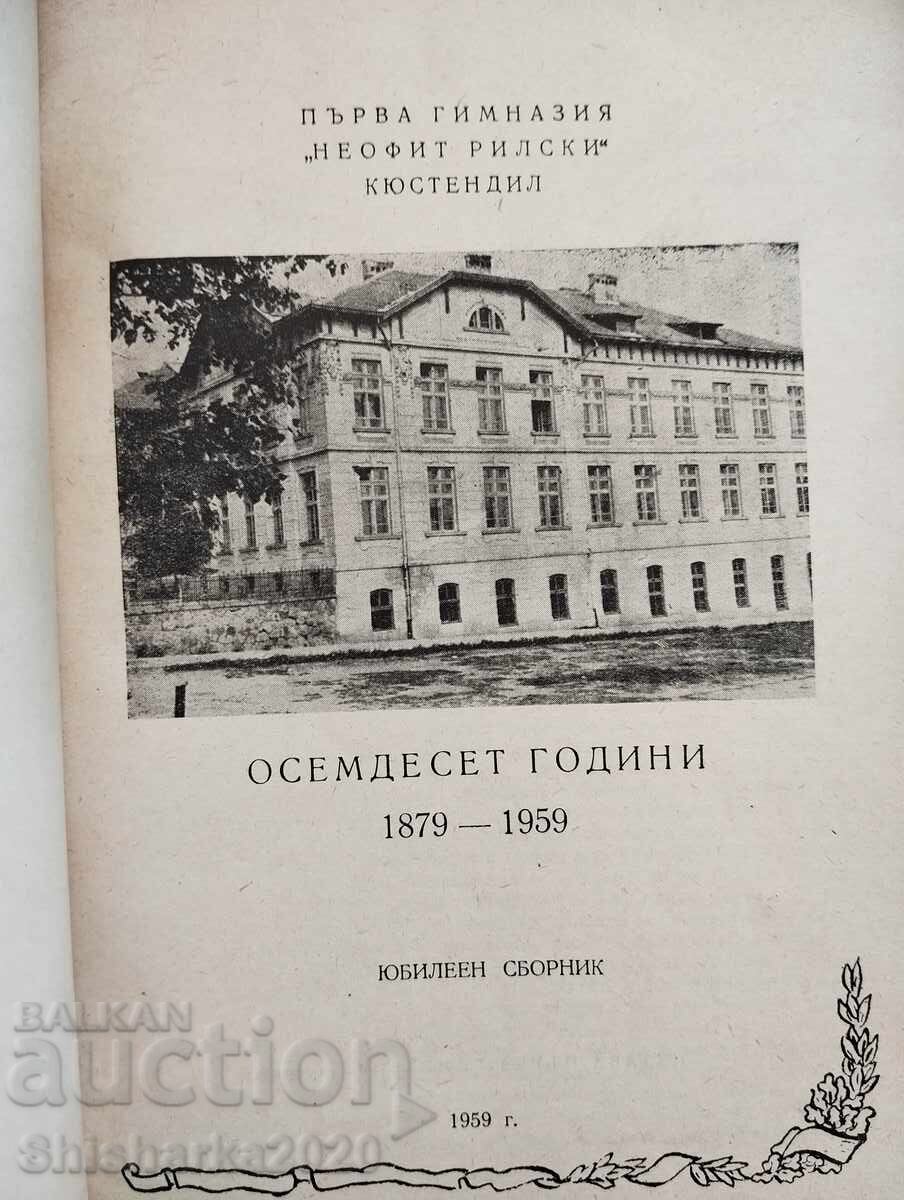 ПЪРВА ГИМНАЗИЯ
„НЕОФИТ РИЛСКИ“
КЮСТЕНДИЛ
ОСЕМДЕСЕТ ГОДИНИ
1879 — 1959
ЮБИЛЕЕН СБОРНИК
BALKAN
auction
1959 г.
Shisharka2020